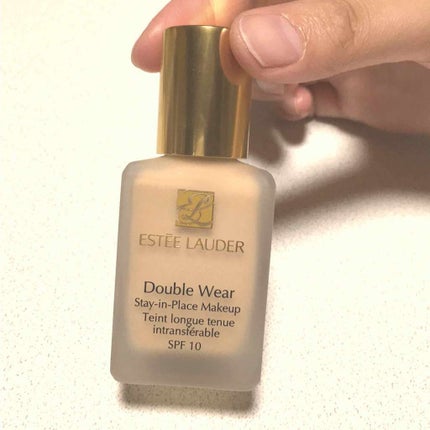 ESTĒE LAUDER
Double Wear
Stay-in-Place Makeup
Teint longue tenue
intransférable
SPF 10